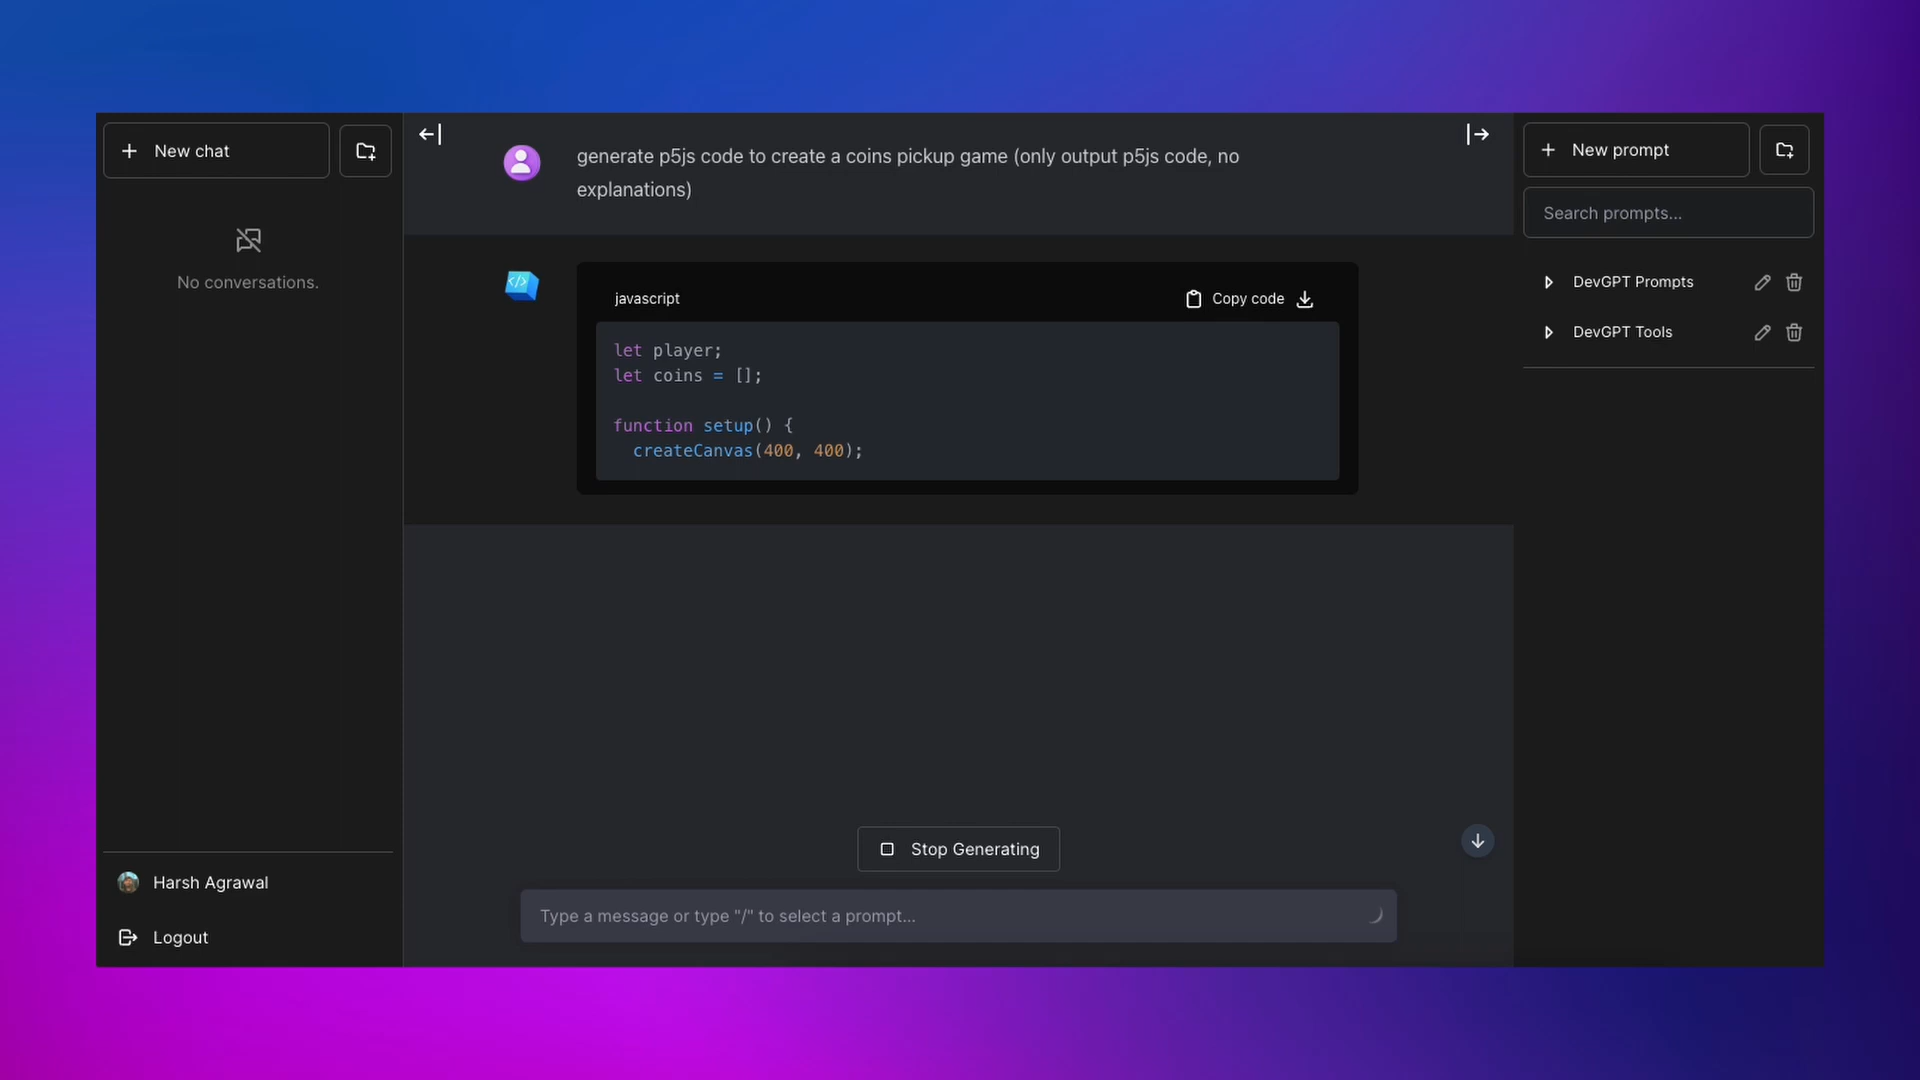 New chat
No conversations.
Harsh Agrawal
Logout
generate p5js code to create a coins pickup game (only output p5js code, no
explanations)
</>
javascript
Copy code
let player;
let coins = [];
function setup() {
createCanvas(400, 400);
Stop Generating
Type a message or type "/" to select a prompt...
New prompt
Search prompts...
DevGPT Prompts
DevGPT Tools